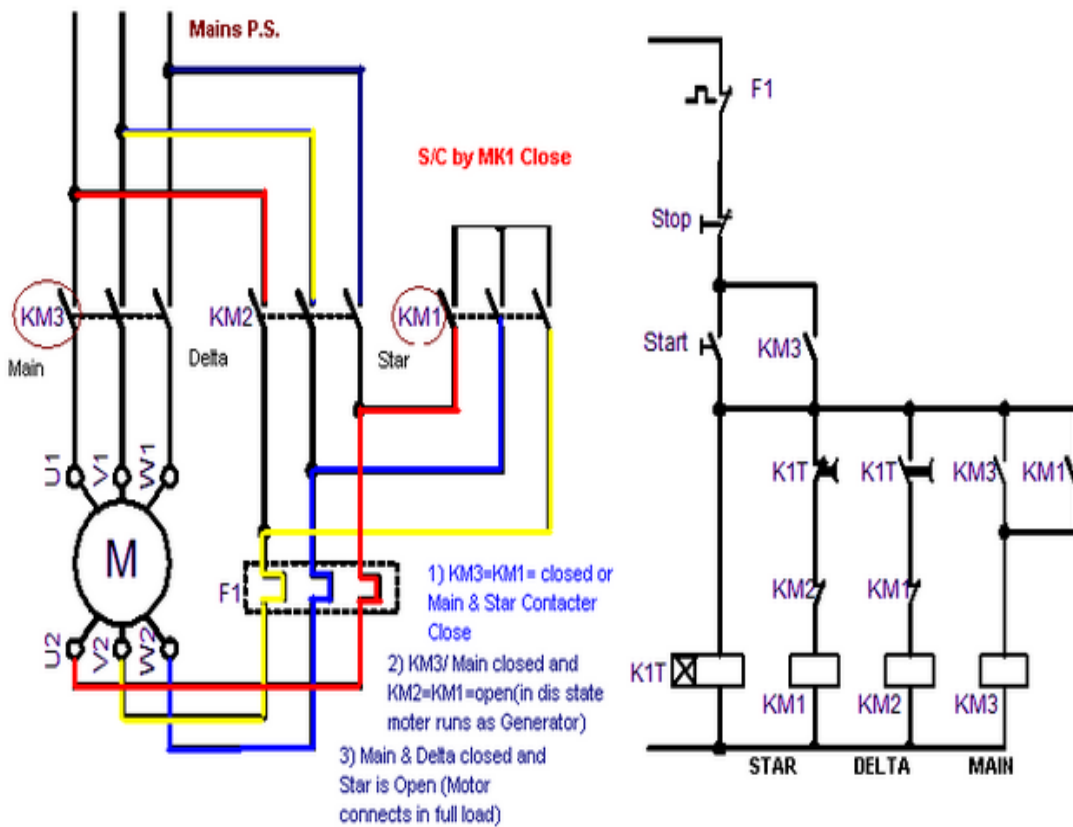 Mains P.S.
F1
S/C by MK1 Close
Stop
KM3
KM2
KM1
Main
Delta
Star
Start
KM3
U1
V1
W1
K1T
K1T
KM3
KM1
M
F1
1) KM3=KM1= closed or
Main & Star Contacter
Close
KM2
KM1
U2
V2
W2
2) KM3/ Main closed and
KM2=KM1=open(in dis state
moter runs as Generator)
K1T
KM1
KM2
KM3
3) Main & Delta closed and
Star is Open (Motor
connects in full load)
STAR
DELTA
MAIN